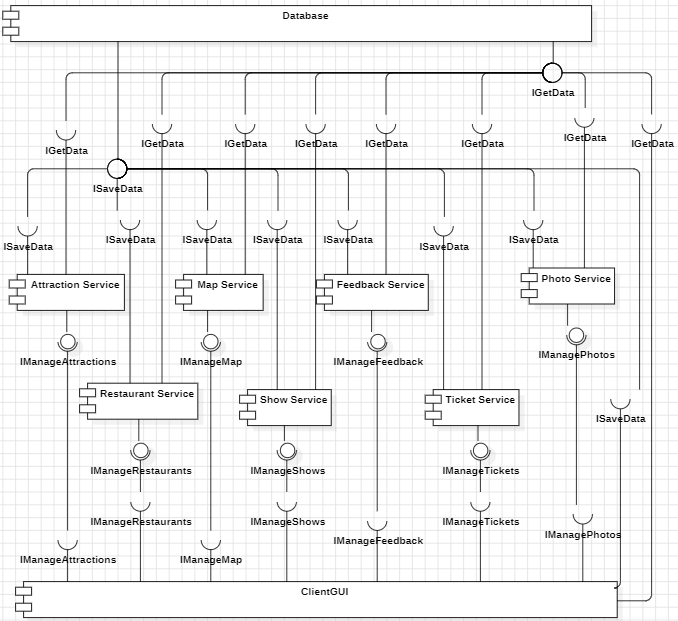 Database
IGetData
IGetData
IGetData
IGetData
IGetData
IGetData
IGetData
IGetData
IGetData
ISaveData
ISaveData
ISaveData
ISaveData
ISaveData
ISaveData
ISaveData
ISaveData
Attraction Service
Map Service
Feedback Service
Photo Service
IManageAttractions
IManageMap
IManageFeedback
IManagePhotos
Restaurant Service
Show Service
Ticket Service
ISaveData
IManageRestaurants
IManageShows
IManageTickets
IManageRestaurants
IManageShows
IManageTickets
IManageFeedback
IManagePhotos
IManageAttractions
IManageMap
ClientGUI